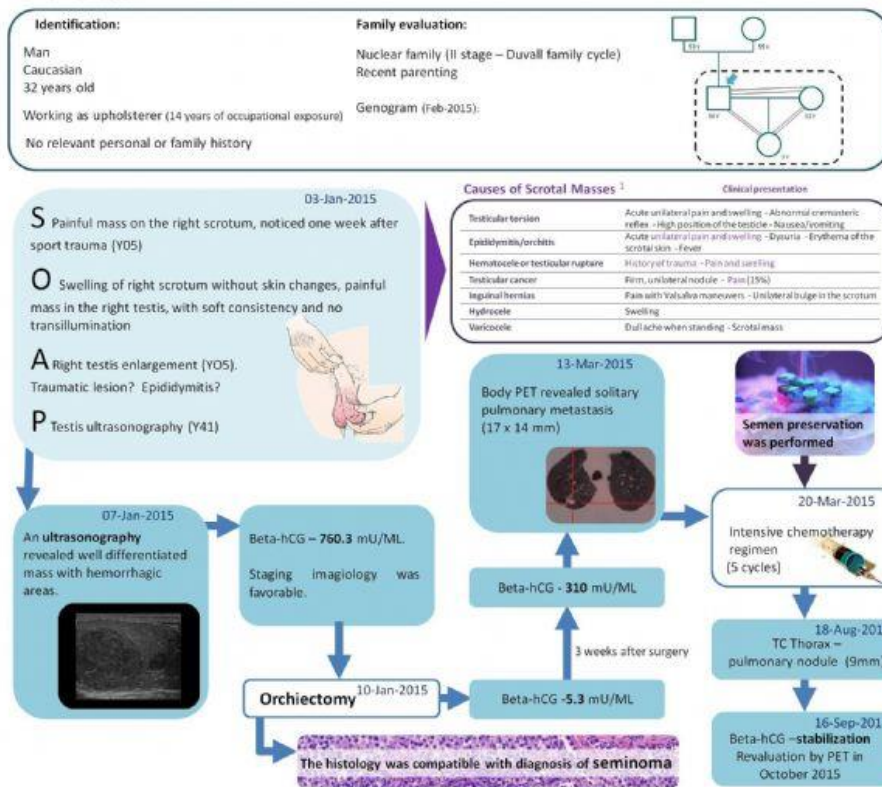 Identification:
Man
Caucasian
32 years old
Working as upholsterer (14 years of occupational exposure)
No relevant personal or family history
Family evaluation:
Nuclear family (II stage – Duvall family cycle)
Recent parenting
Genogram (Feb-2015):
03-Jan-2015
S Painful mass on the right scrotum, noticed one week after
sport trauma (Y05)
O Swelling of right scrotum without skin changes, painful
mass in the right testis, with soft consistency and no
transillumination
A Right testis enlargement (YO5).
Traumatic lesion? Epididymitis?
P Testis ultrasonography (Y41)
Causes of Scrotal Masses 1
Clinical presentation
Testicular torsion
Acute unilateral pain and swelling - Abnormal cremasteric
reflex - High position of the testicle - Nausea/vomiting
Epididymitis/orchitis
Acute unilateral pain and swelling - Dysuria - Erythema of the
scrotal skin - Fever
Hematocele or testicular rupture
History of trauma – Pain and swelling
Testicular cancer
Firm, unilateral nodule – Pain (15%)
Inguinal hernias
Pain with Valsalva maneuvers - Unilateral bulge in the scrotum
Hydrocele
Swelling
Varicocele
Dull ache when standing - Scrotal mass
07-Jan-2015
An ultrasonography
revealed well differentiated
mass with hemorrhagic
areas.
Beta-hCG – 760.3 mU/ML.
Staging imagiology was
favorable.
10-Jan-2015
Orchiectomy
The histology was compatible with diagnosis of seminoma
Beta-hCG -5.3 mU/ML
3 weeks after surgery
Beta-hCG - 310 mU/ML
13-Mar-2015
Body PET revealed solitary
pulmonary metastasis
(17 x 14 mm)
Semen preservation
was performed
20-Mar-2015
Intensive chemotherapy
regimen
(5 cycles)
18-Aug-201
TC Thorax –
pulmonary nodule (9mm)
16-Sep-201
Beta-hCG –stabilization
Revaluation by PET in
October 2015